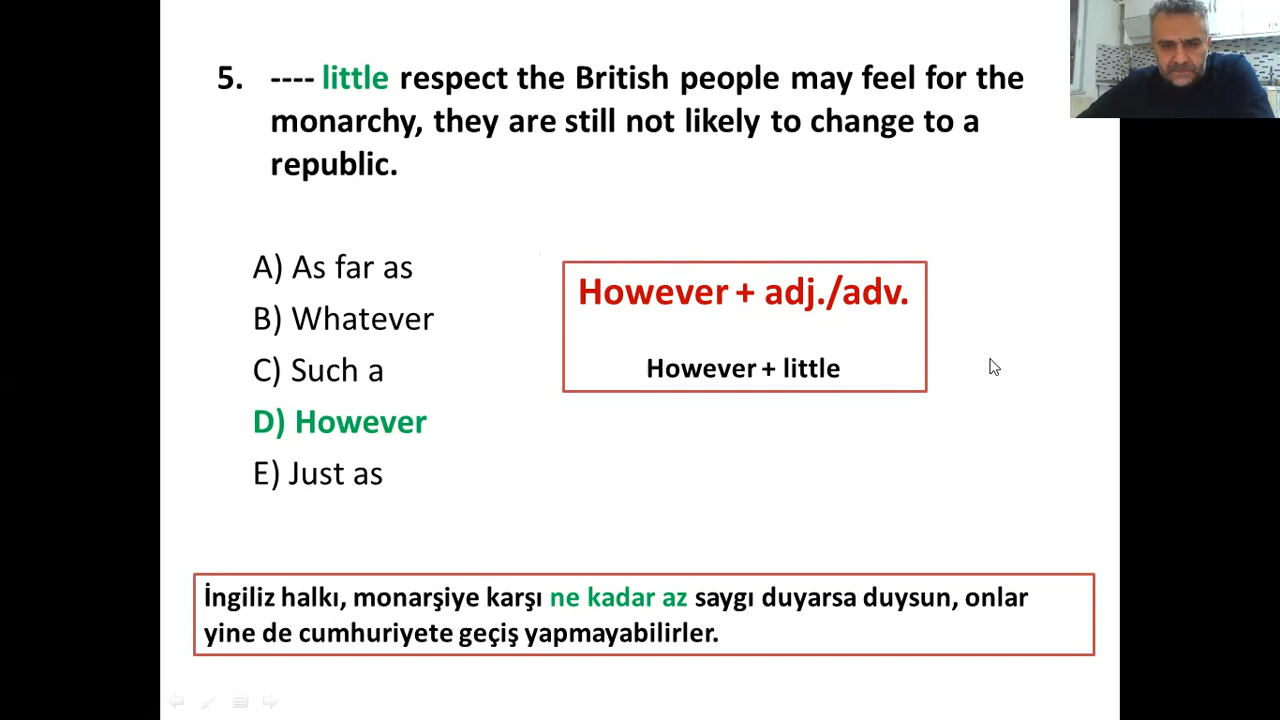 5. ---- little respect the British people may feel for the
monarchy, they are still not likely to change to a
republic.
A) As far as
B) Whatever
C) Such a
D) However
E) Just as
However + adj./adv.
However + little
İngiliz halkı, monarşiye karşı ne kadar az saygı duyarsa duysun, onlar
yine de cumhuriyete geçiş yapmayabilirler.